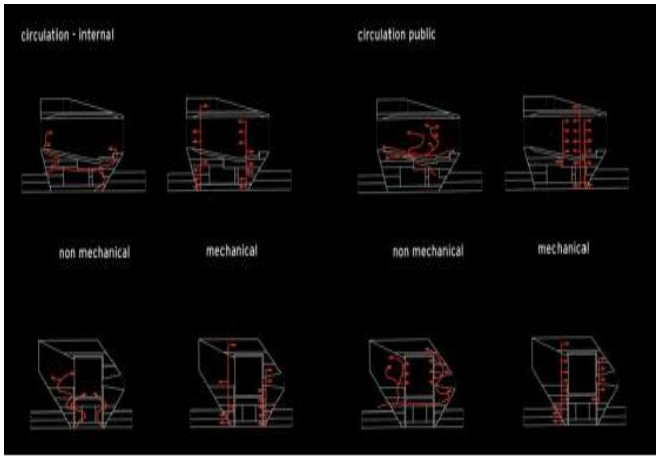 circulation - internal
circulation public
non mechanical
mechanical
non mechanical
mechanical